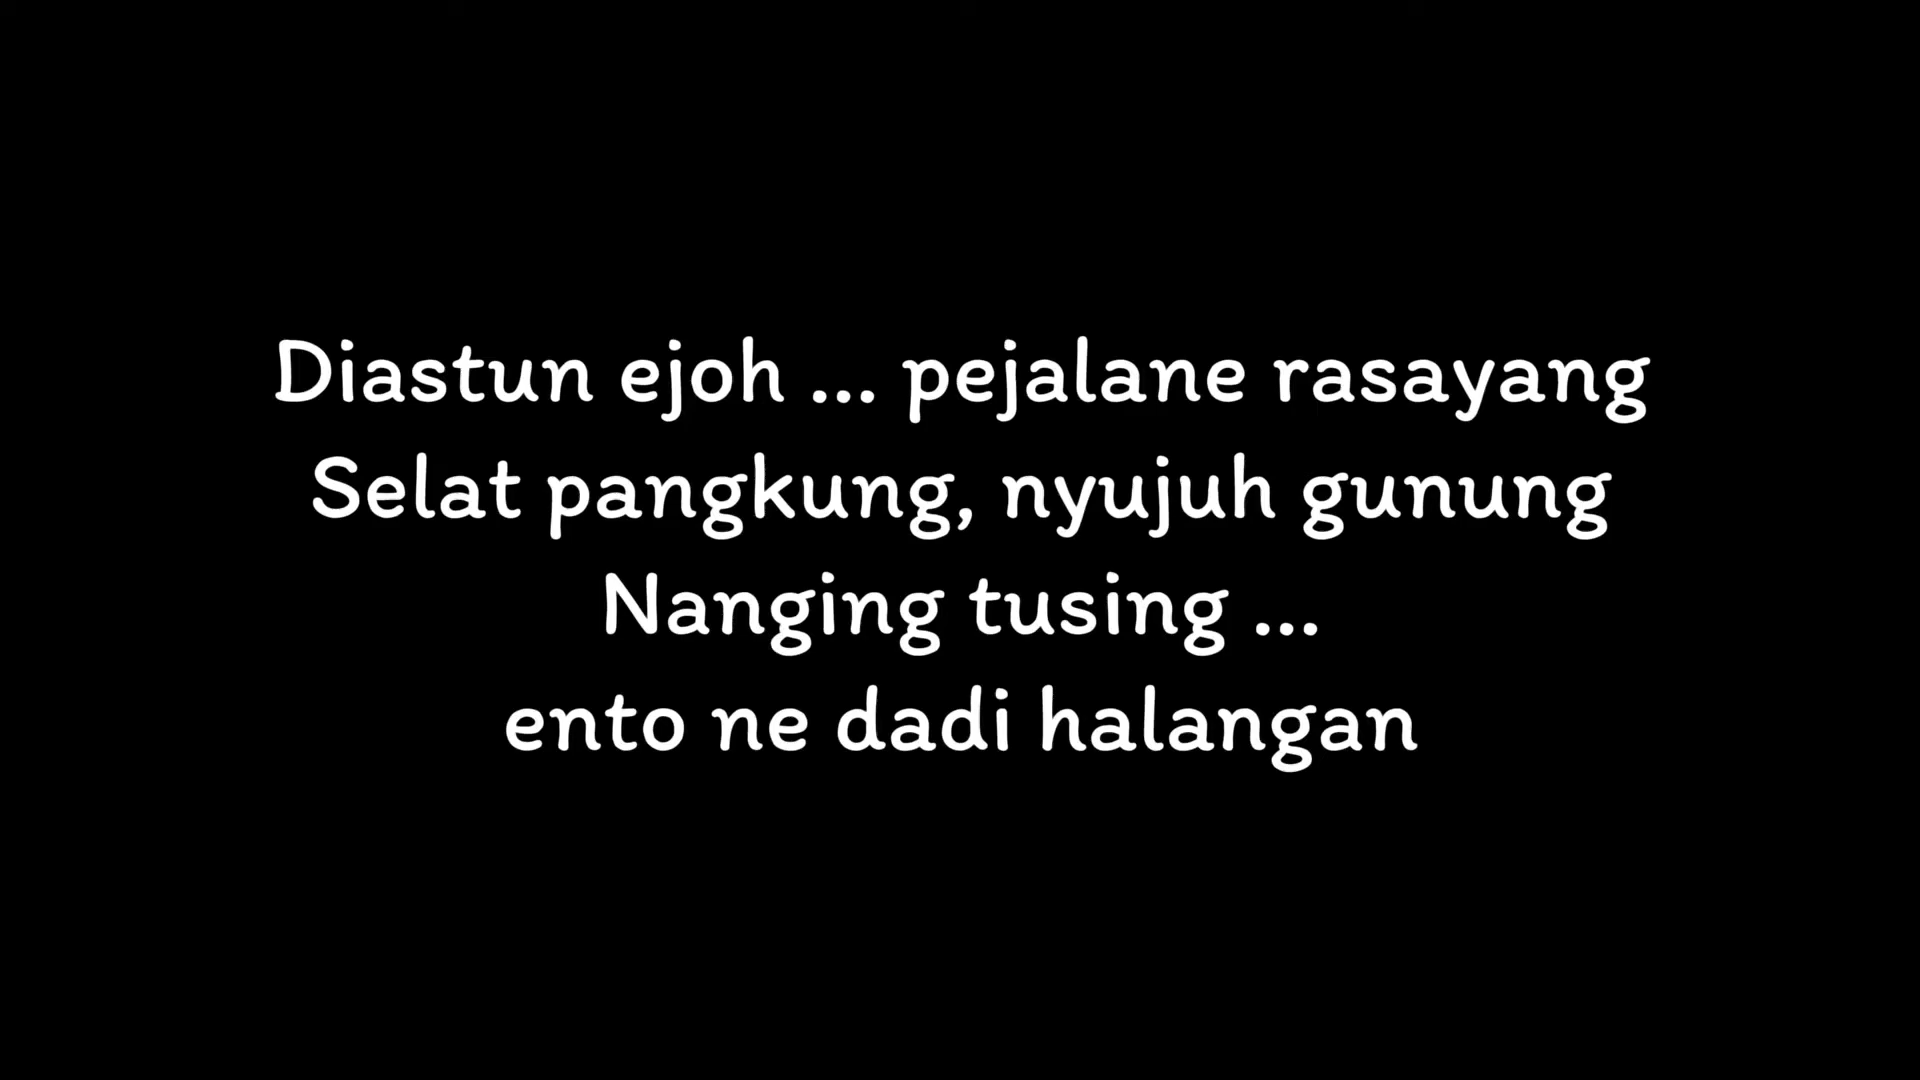 Diastun ejoh ... pejalane rasayang
Selat pangkung, nyujuh gunung
Nanging tusing ...
ento ne dadi halangan